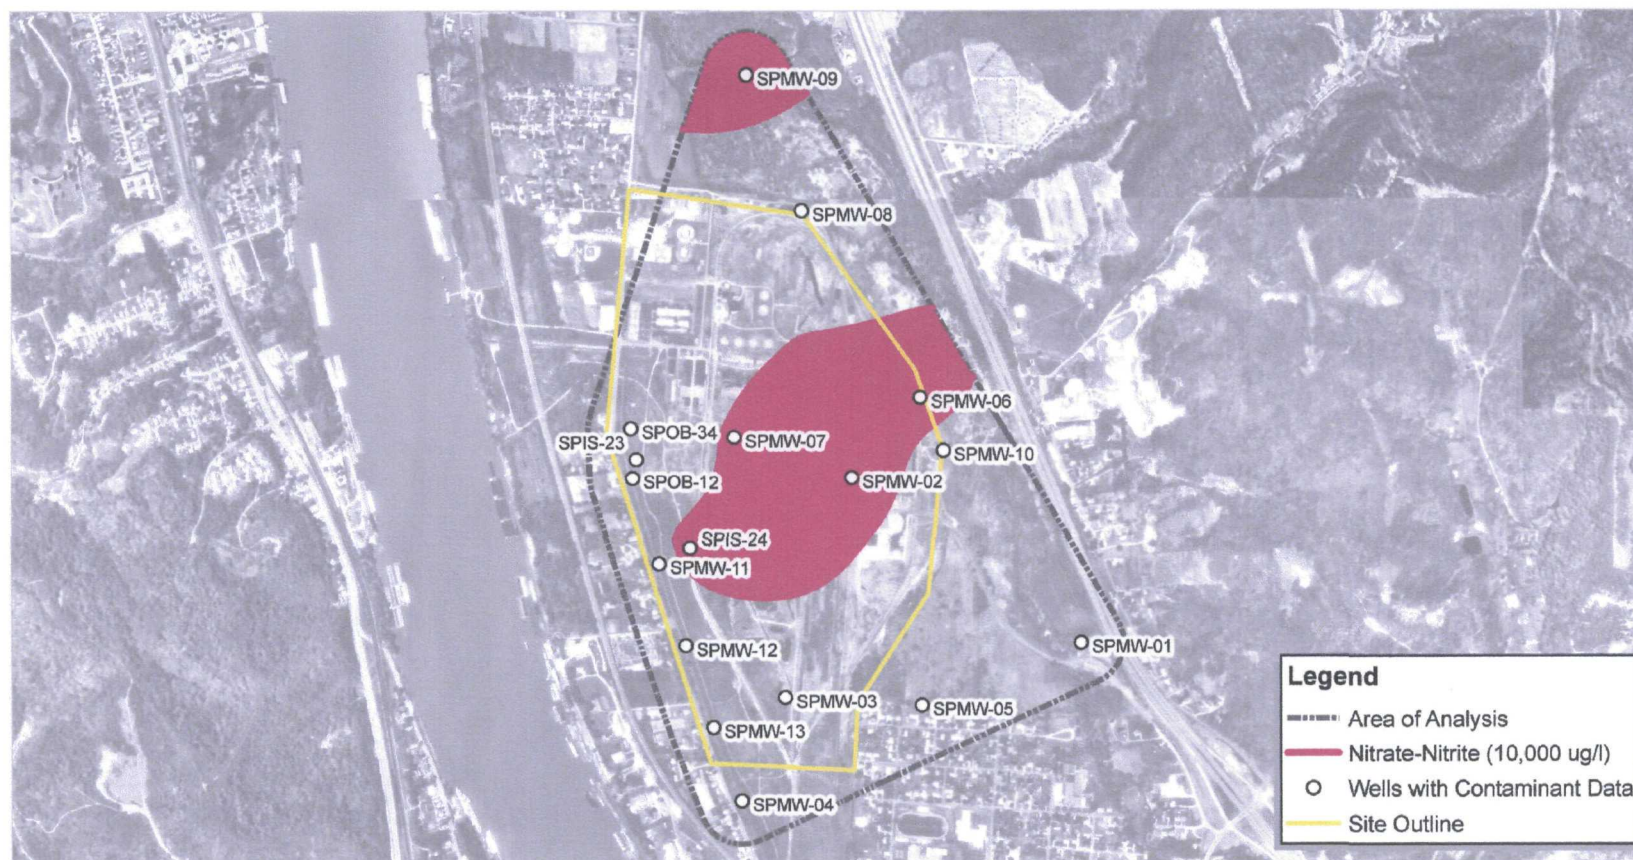 SPMW-09
SPMW-08
SPMW-06
SPOB-34
SPMW-07
SPIS-23
SPMW-10
SPOB-12
SPMW-02
SPIS-24
SPMW-11
SPMW-12
SPMW-01
SPMW-03
SPMW-05
SPMW-13
SPMW-04
Legend
Area of Analysis
Nitrate-Nitrite (10,000 ug/l)
Wells with Contaminant Data
Site Outline